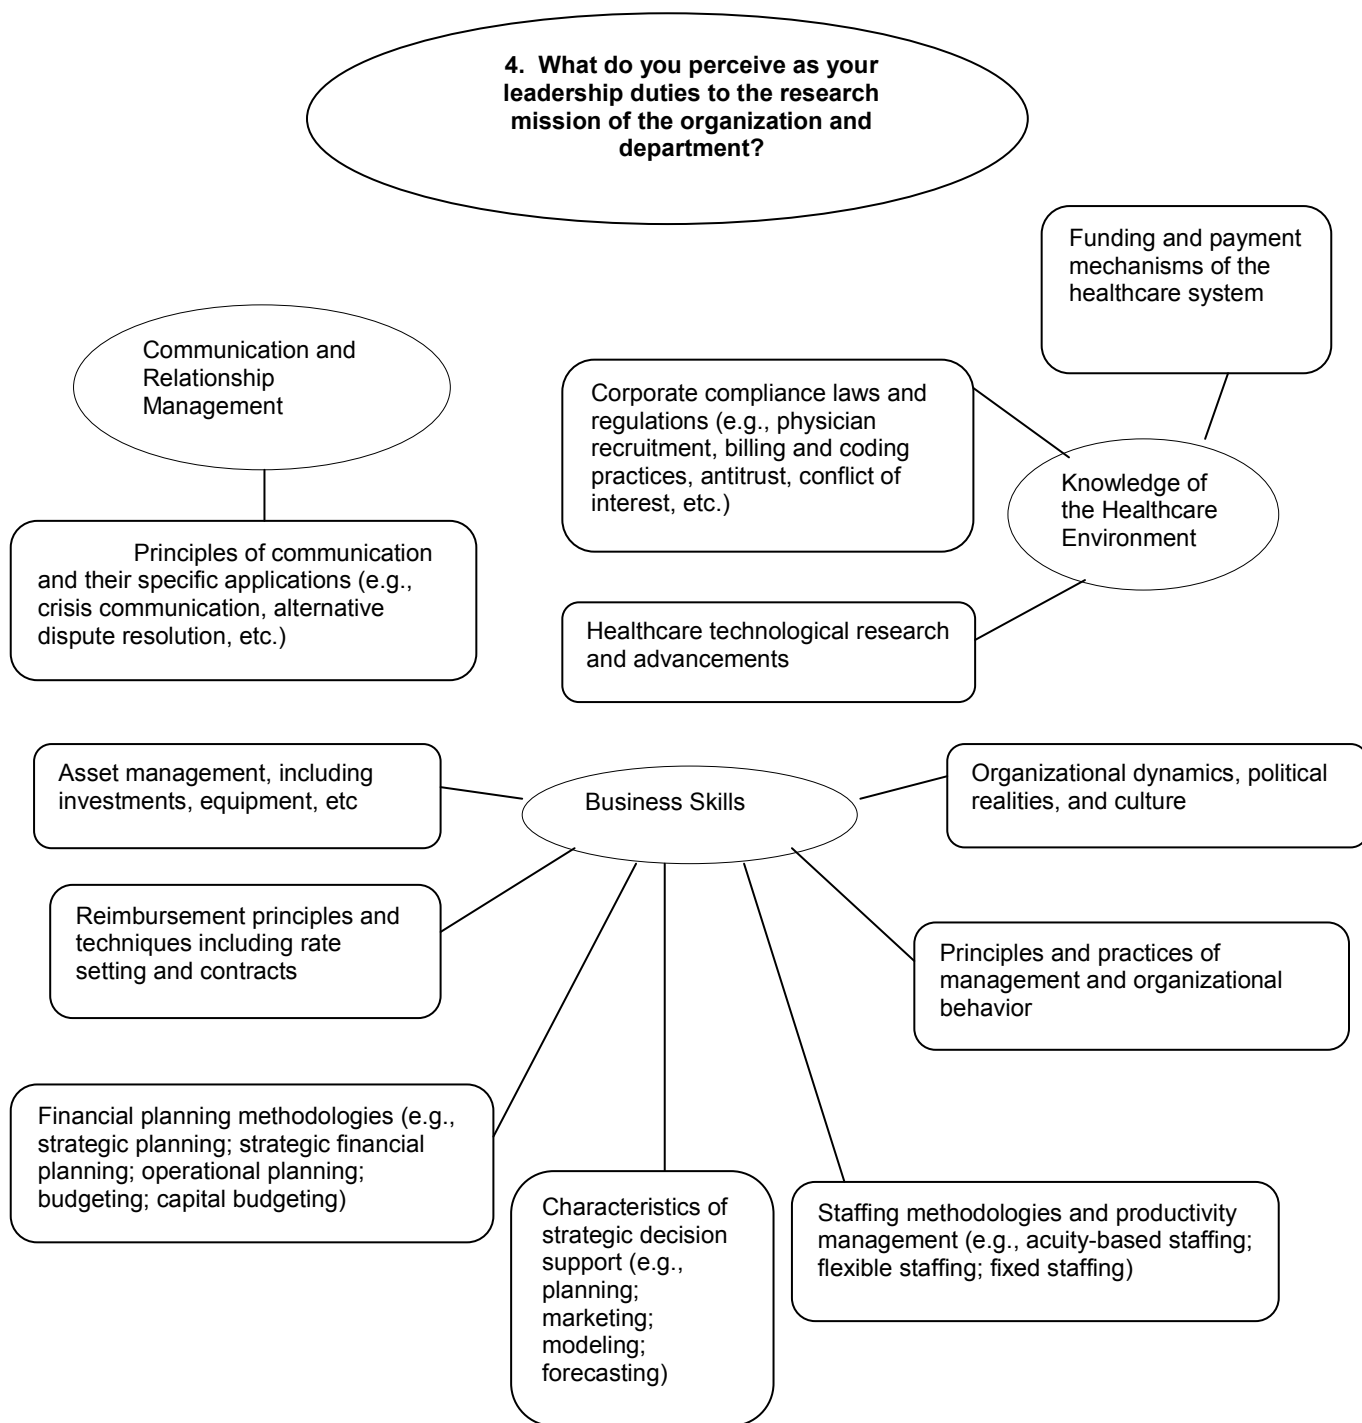 4. What do you perceive as your
leadership duties to the research
mission of the organization and
department?
Funding and payment
mechanisms of the
healthcare system
Communication and
Relationship
Management
Corporate compliance laws and
regulations (e.g., physician
recruitment, billing and coding
practices, antitrust, conflict of
interest, etc.)
Knowledge of
the Healthcare
Environment
Principles of communication
and their specific applications (e.g.,
crisis communication, alternative
dispute resolution, etc.)
Healthcare technological research
and advancements
Asset management, including
investments, equipment, etc
Business Skills
Organizational dynamics, political
realities, and culture
Reimbursement principles and
techniques including rate
setting and contracts
Principles and practices of
management and organizational
behavior
Financial planning methodologies (e.g.,
strategic planning; strategic financial
planning; operational planning;
budgeting; capital budgeting)
Characteristics of
strategic decision
support (e.g.,
planning;
marketing;
modeling;
forecasting)
Staffing methodologies and productivity
management (e.g., acuity-based staffing;
flexible staffing; fixed staffing)